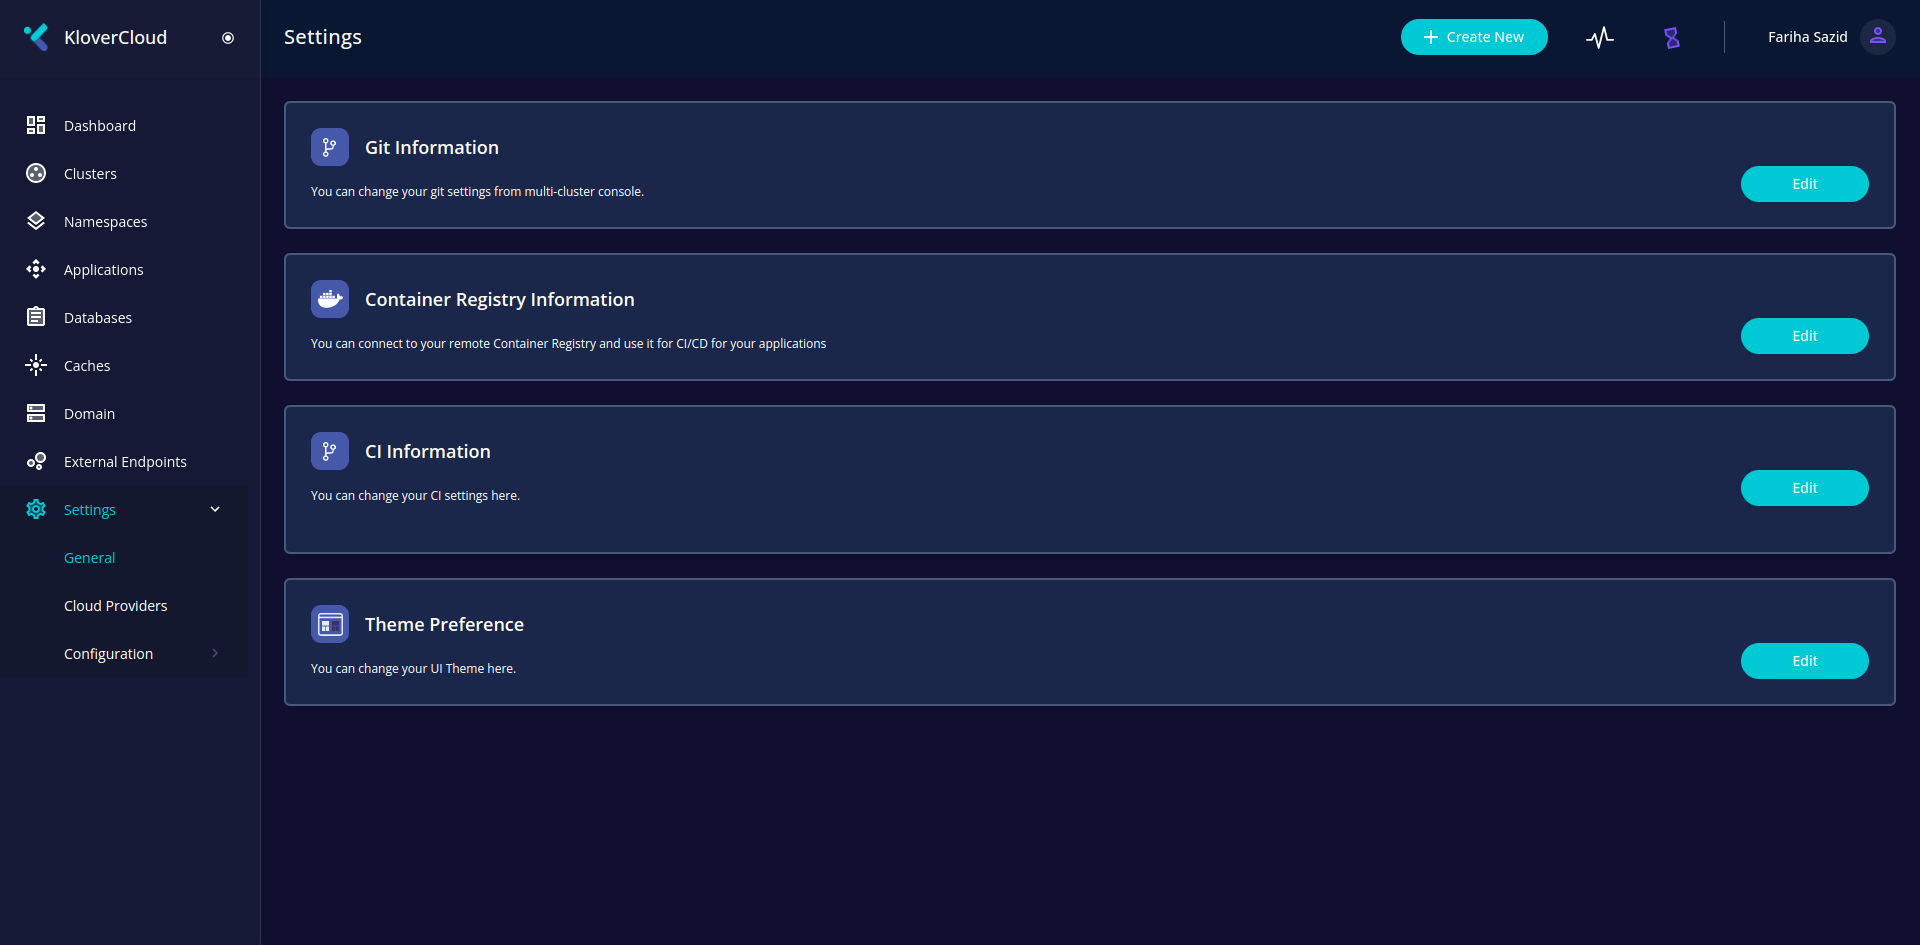 KloverCloud
Settings
Create New
Fariha Sazid
Dashboard
Clusters
Namespaces
Applications
Databases
Caches
Domain
External Endpoints
Settings
General
Cloud Providers
Configuration
Git Information
You can change your git settings from multi-cluster console.
Edit
Container Registry Information
You can connect to your remote Container Registry and use it for CI/CD for your applications
Edit
CI Information
You can change your CI settings here.
Edit
Theme Preference
You can change your UI Theme here.
Edit